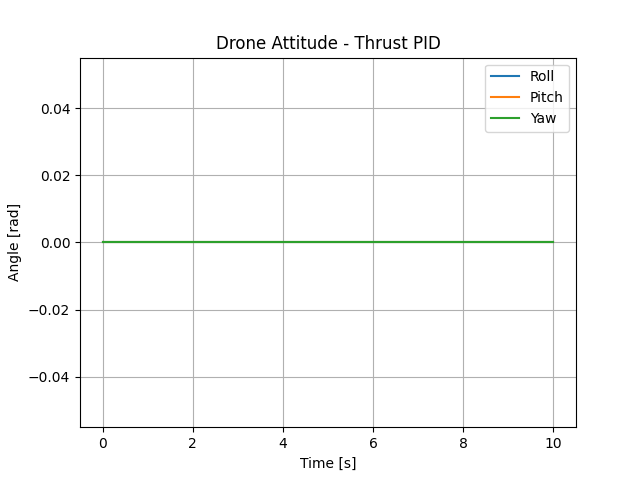 Drone Attitude - Thrust PID
Roll
Pitch
Yaw
0.04
0.02
0.00
−0.02
−0.04
Angle [rad]
0 2 4 6 8 10
Time [s]